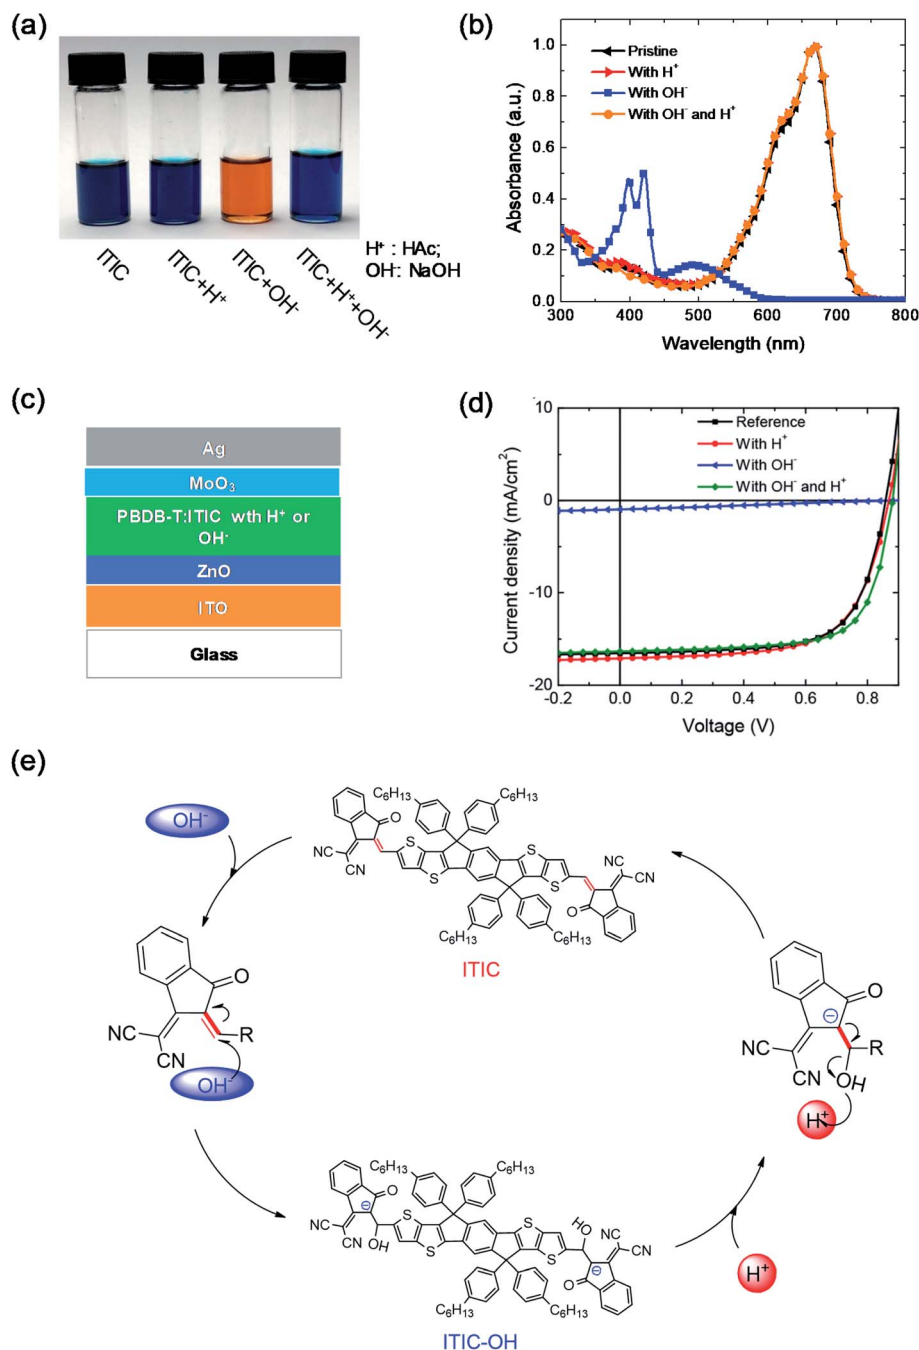 (a)
ITIC
ITIC+H⁺
ITIC+OH⁻
ITIC+H⁺+OH⁻
H⁺ : HAc;
OH⁻: NaOH
(b)
Absorbance (a.u.)
1.0
0.8
0.6
0.4
0.2
0.0
Pristine
With H⁺
With OH⁻
With OH⁻ and H⁺
300 400 500 600 700 800
Wavelength (nm)
(c)
Ag
MoO₃
PBDB-T:ITIC wth H⁺ or
OH⁻
ZnO
ITO
Glass
(d)
Current density (mA/cm²)
10
0
-10
-20
Reference
With H⁺
With OH⁻
With OH⁻ and H⁺
-0.2 0.0 0.2 0.4 0.6 0.8
Voltage (V)
(e)
OH⁻
C₆H₁₃
C₆H₁₃
O
NC
CN
S
S
S
S
O
CN
CN
C₆H₁₃
C₆H₁₃
ITIC
O
NC
CN
R
OH⁻
O
⊖
NC
CN
R
OH
H⁺
C₆H₁₃
C₆H₁₃
O
⊖
NC
CN
OH
S
S
S
S
HO
CN
CN
⊖
O
C₆H₁₃
C₆H₁₃
ITIC-OH
H⁺